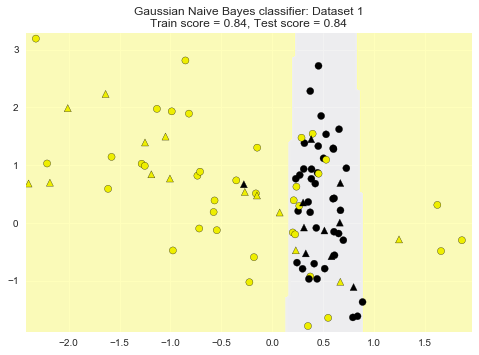 Gaussian Naive Bayes classifier: Dataset 1
Train score = 0.84, Test score = 0.84
3
2
1
0
−1
−2.0 −1.5 −1.0 −0.5 0.0 0.5 1.0 1.5